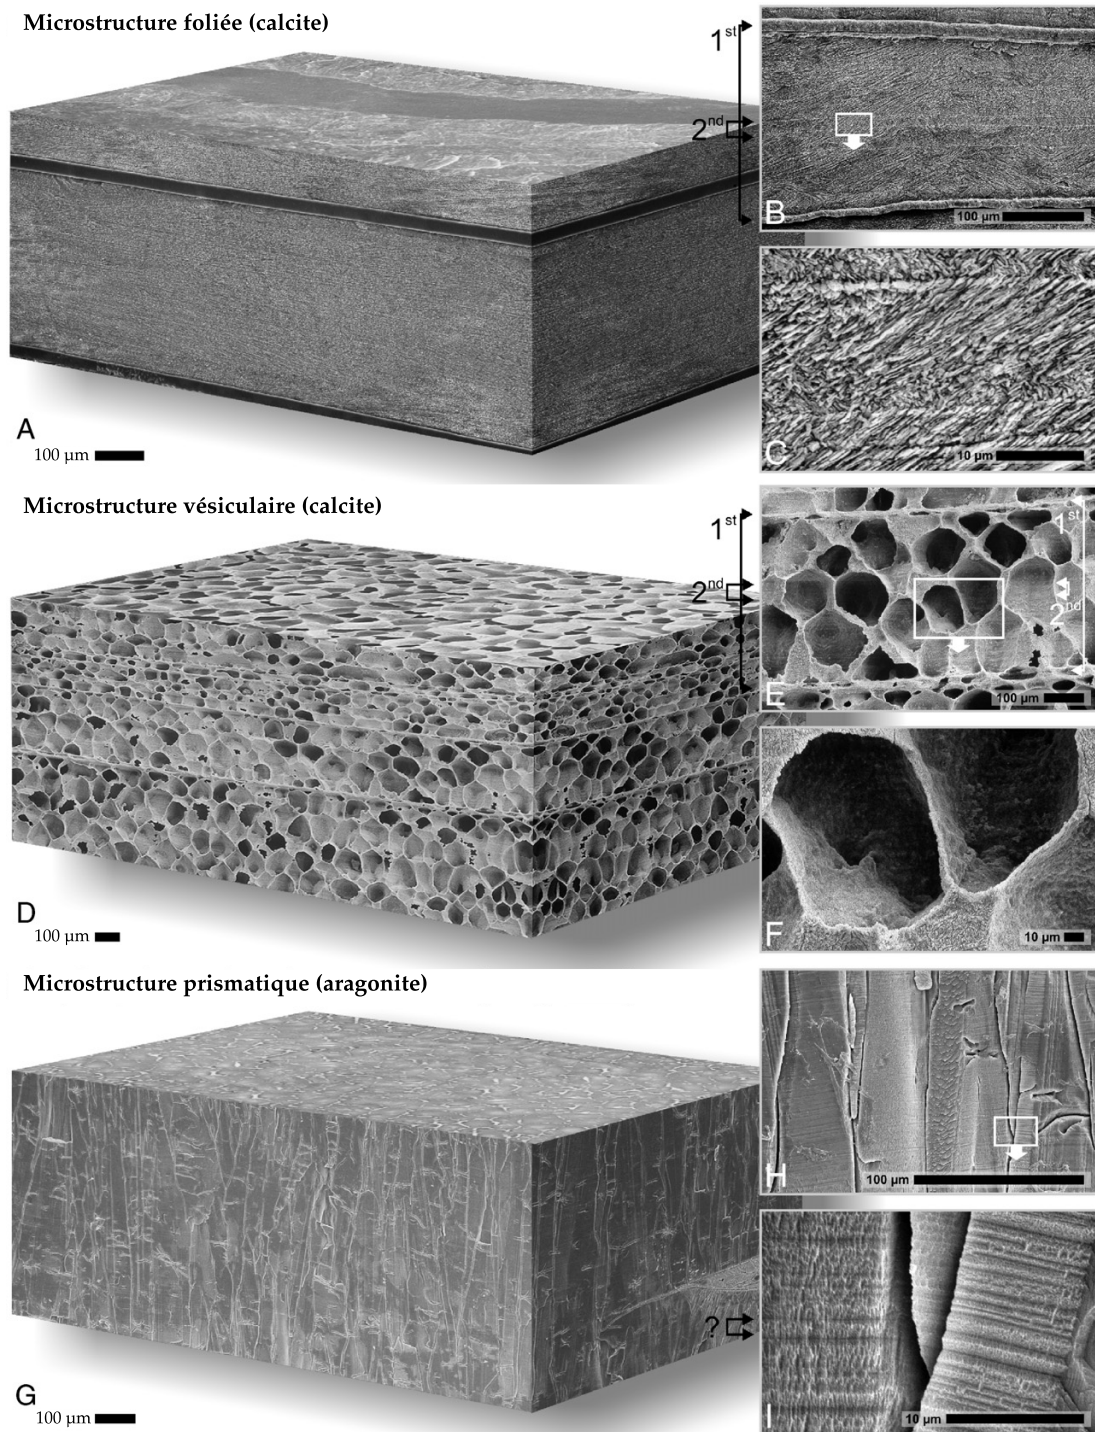 Microstructure foliée (calcite)
1st
2nd
B
100 µm
A
100 µm
C
10 µm
Microstructure vésiculaire (calcite)
1st
2nd
1st
2nd
E
100 µm
D
100 µm
F
10 µm
Microstructure prismatique (aragonite)
H
100 µm
?
G
100 µm
I
10 µm